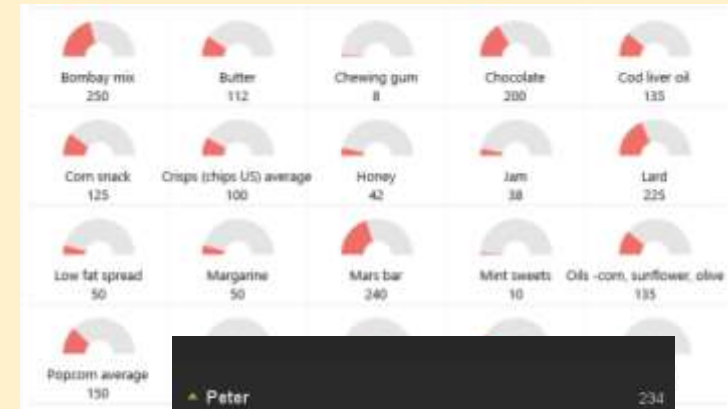 Bombay mix Butter Chewing gum Chocolate Cod liver oil
250 112 8 200 135
Corn snack Crisps (chips US) average Honey Jam Lard
125 100 42 38 225
Low fat spread Margarine Mars bar Mint sweets Oils -corn, sunflower, olive
50 50 240 10 135
Popcorn average
150
Peter 234